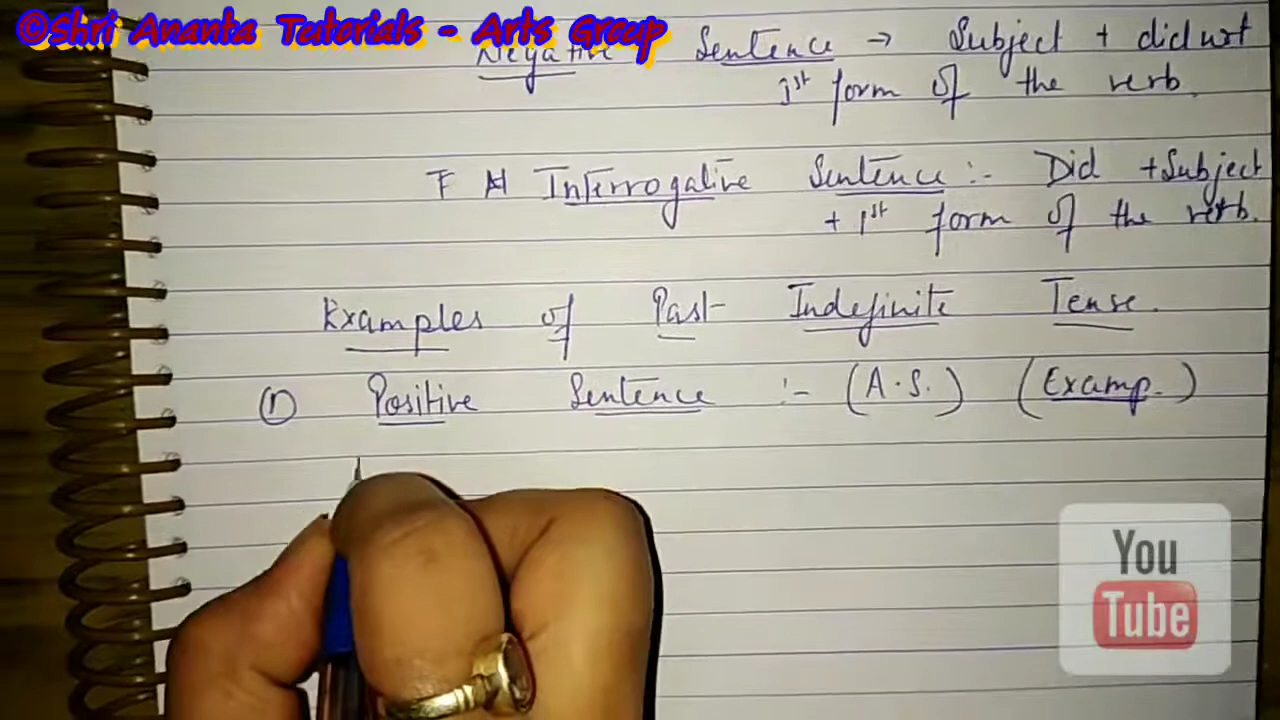 ©Shri Ananta Tutorials - Arts Group
Negative Sentence → Subject + did not
1st form of the verb.
Interrogative Sentence :- Did + Subject
+ 1st form of the verb.
Examples of Past Indefinite Tense.
① Positive Sentence :- (A.S.) (Examp.)
You
Tube